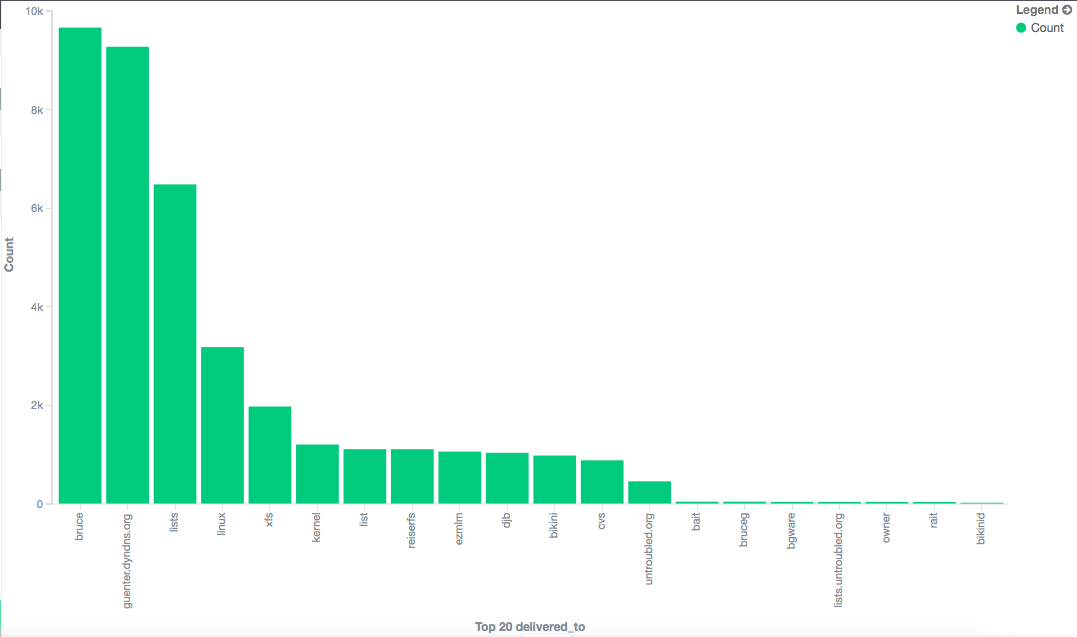 Legend
Count
10k
8k
6k
4k
2k
0
Count
bruce
guenter.dyndns.org
lists
linux
xfs
kernel
list
reiserfs
ezmlm
djb
bikini
cvs
untroubled.org
bait
bruceg
bgware
lists.untroubled.org
owner
rait
bikinid
Top 20 delivered_to